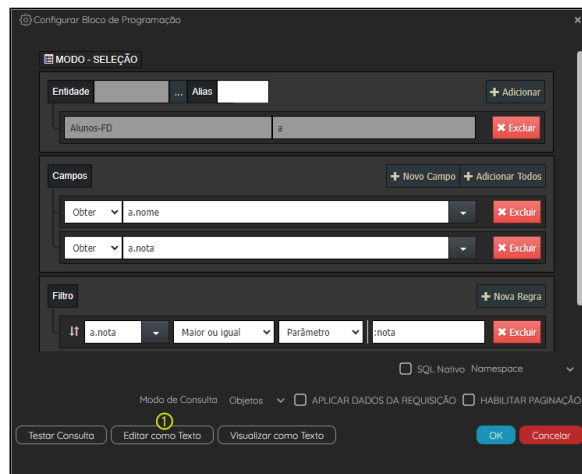 Configurar Bloco de Programação ×
MODO - SELEÇÃO
Entidade ... Alias + Adicionar
Alunos-FD a Excluir
Campos + Novo Campo + Adicionar Todos
Obter a.nome Excluir
Obter a.nota Excluir
Filtro + Nova Regra
a.nota Maior ou igual Parâmetro :nota Excluir
SQL Nativo Namespace
Modo de Consulta Objetos APLICAR DADOS DA REQUISIÇÃO HABILITAR PAGINAÇÃO
1
Testar Consulta Editar como Texto Visualizar como Texto OK Cancelar